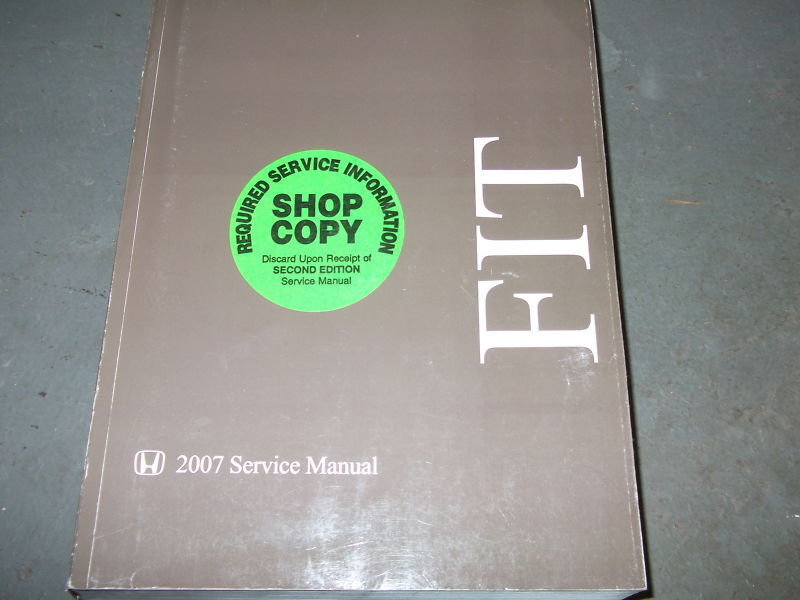 REQUIRED SERVICE INFORMATION
SHOP
COPY
Discard Upon Receipt of
SECOND EDITION
Service Manual
FIT
2007 Service Manual